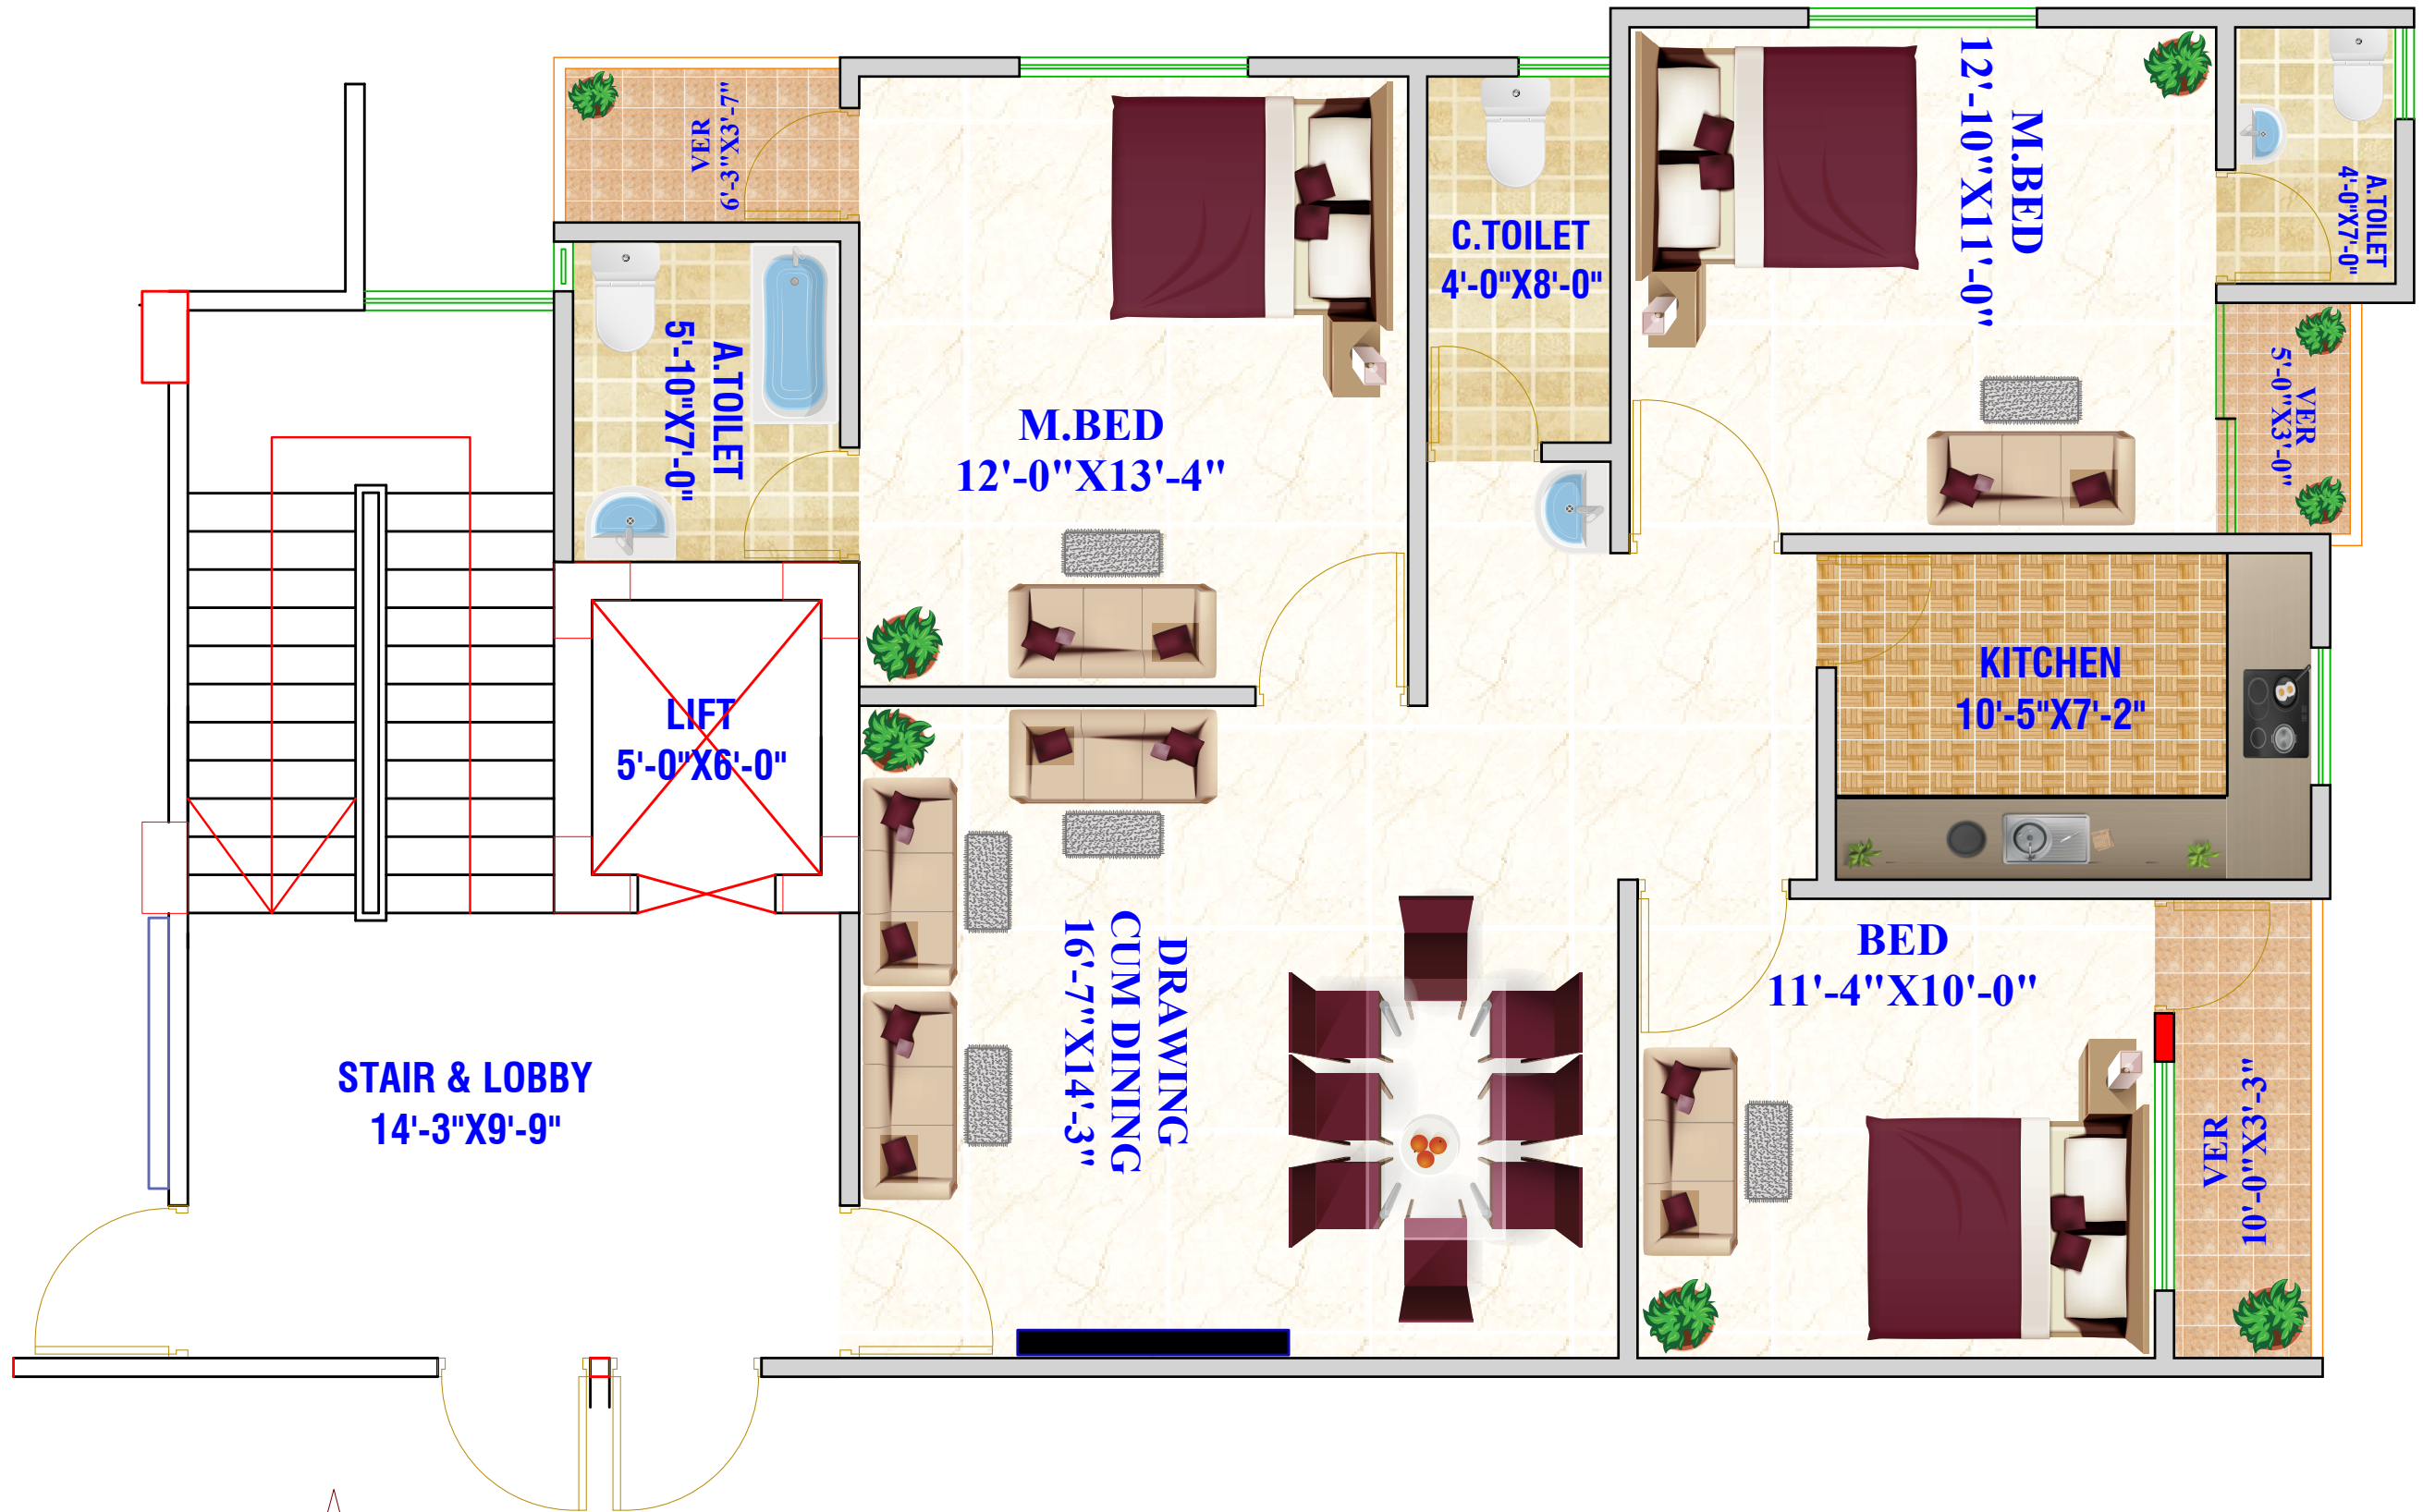 VER
6'-3"X3'-7"
A.TOILET
5'-10"X7'-0"
M.BED
12'-0"X13'-4"
C.TOILET
4'-0"X8'-0"
M.BED
12'-10"X11'-0"
A.TOILET
4'-0"X7'-0"
VER
5'-0"X3'-0"
LIFT
5'-0"X6'-0"
KITCHEN
10'-5"X7'-2"
STAIR & LOBBY
14'-3"X9'-9"
DRAWING
CUM DINING
16'-7"X14'-3"
BED
11'-4"X10'-0"
VER
10'-0"X3'-3"